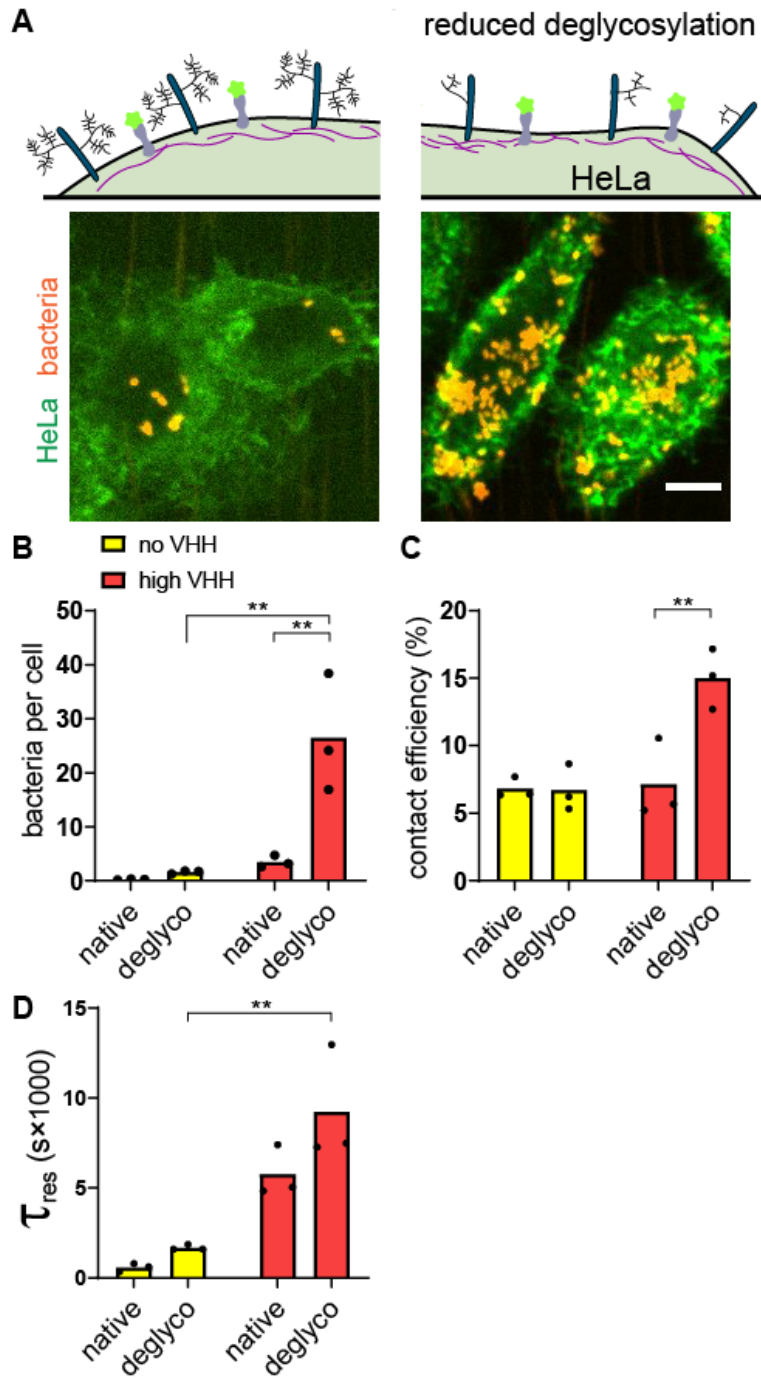 A
reduced deglycosylation
HeLa
HeLa bacteria
B
no VHH
high VHH
bacteria per cell
50
40
30
20
10
0
**
**
native
deglyco
native
deglyco
C
contact efficiency (%)
20
15
10
5
0
**
native
deglyco
native
deglyco
D
τres (s×1000)
15
10
5
0
**
native
deglyco
native
deglyco